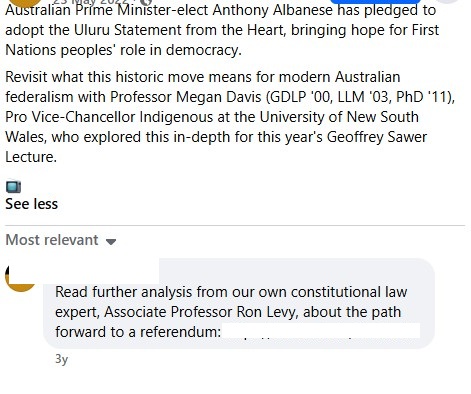 23 May 2022
Australian Prime Minister-elect Anthony Albanese has pledged to
adopt the Uluru Statement from the Heart, bringing hope for First
Nations peoples' role in democracy.
Revisit what this historic move means for modern Australian
federalism with Professor Megan Davis (GDLP '00, LLM '03, PhD '11),
Pro Vice-Chancellor Indigenous at the University of New South
Wales, who explored this in-depth for this year's Geoffrey Sawer
Lecture.
See less
Most relevant
Read further analysis from our own constitutional law
expert, Associate Professor Ron Levy, about the path
forward to a referendum:
3y